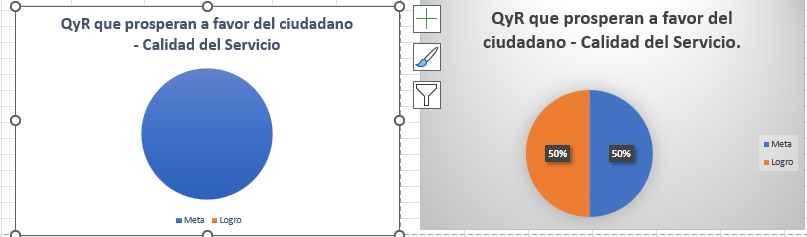 QyR que prosperan a favor del ciudadano
- Calidad del Servicio
Meta Logro
QyR que prosperan a favor del
ciudadano - Calidad del Servicio.
50% 50%
Meta
Logro